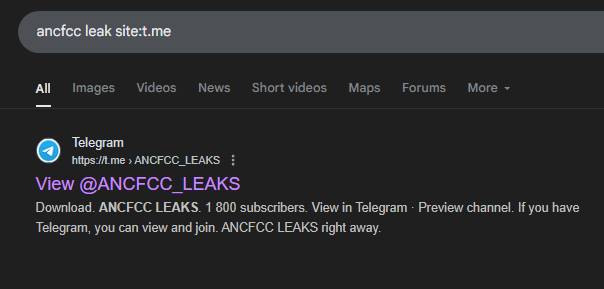 ancfcc leak site:t.me
All Images Videos News Short videos Maps Forums More
Telegram
https://t.me › ANCFCC_LEAKS
View @ANCFCC_LEAKS
Download. ANCFCC LEAKS. 1 800 subscribers. View in Telegram · Preview channel. If you have
Telegram, you can view and join. ANCFCC LEAKS right away.